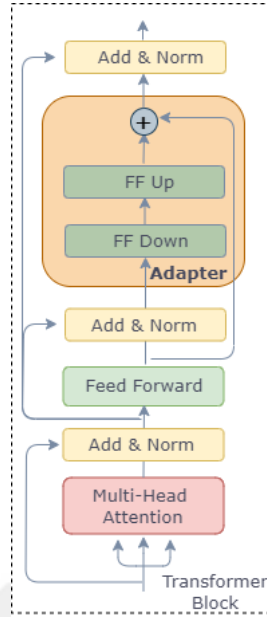 Add & Norm
+
FF Up
FF Down
Adapter
Add & Norm
Feed Forward
Add & Norm
Multi-Head
Attention
Transformer
Block